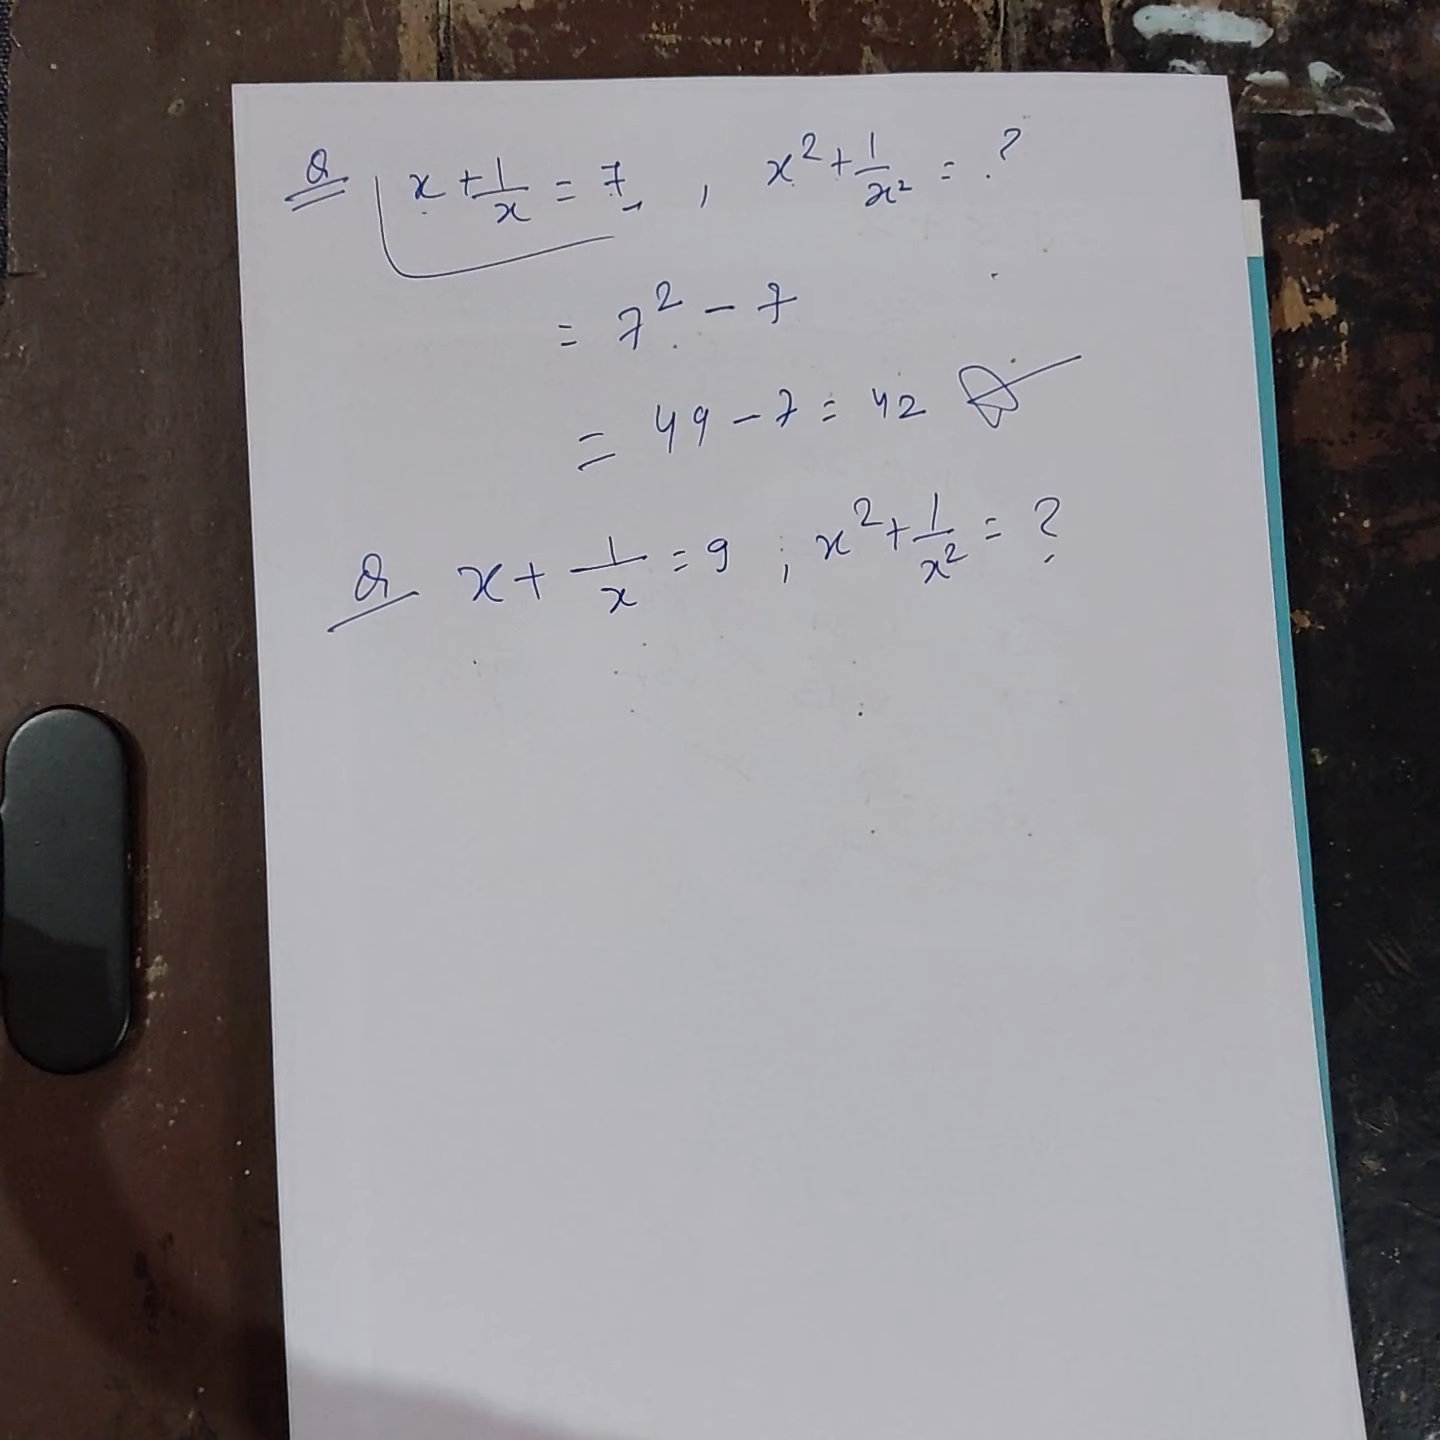 Q x + 1/x = 7 , x² + 1/x² = ?
= 7² - 7
= 49 - 7 = 42
Q x + 1/x = 9 ; x² + 1/x² = ?